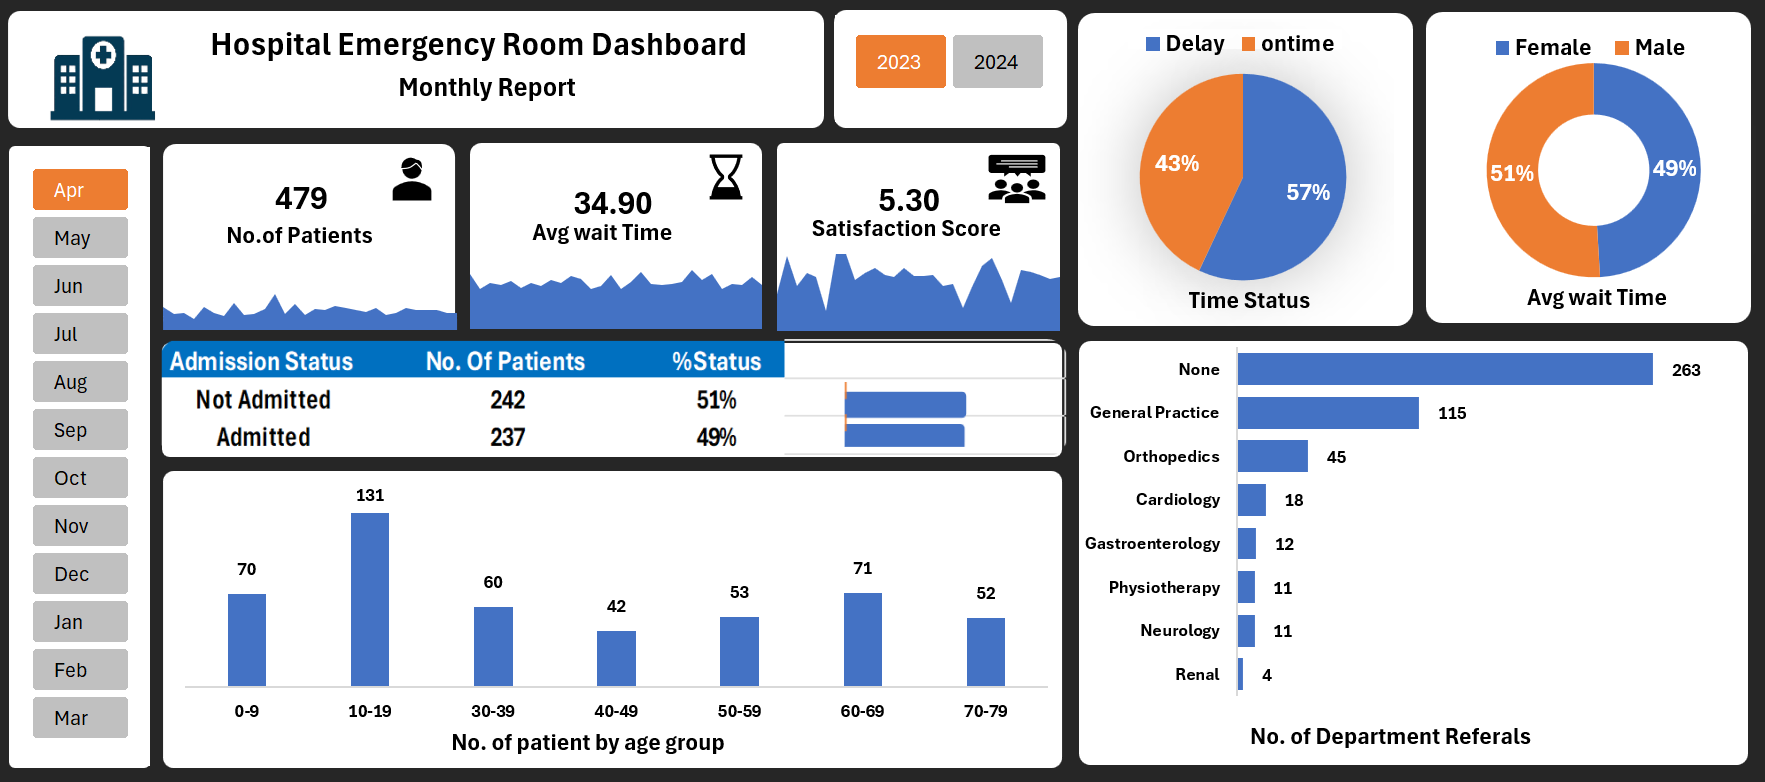 Hospital Emergency Room Dashboard
Monthly Report
2023 2024
Delay ontime
43%
57%
Time Status
Female Male
51%
49%
Avg wait Time
Apr
May
Jun
Jul
Aug
Sep
Oct
Nov
Dec
Jan
Feb
Mar
479
No.of Patients
34.90
Avg wait Time
5.30
Satisfaction Score
Admission Status No. Of Patients %Status
Not Admitted 242 51%
Admitted 237 49%
70 131 60 42 53 71 52
0-9 10-19 30-39 40-49 50-59 60-69 70-79
No. of patient by age group
None 263
General Practice 115
Orthopedics 45
Cardiology 18
Gastroenterology 12
Physiotherapy 11
Neurology 11
Renal 4
No. of Department Referals